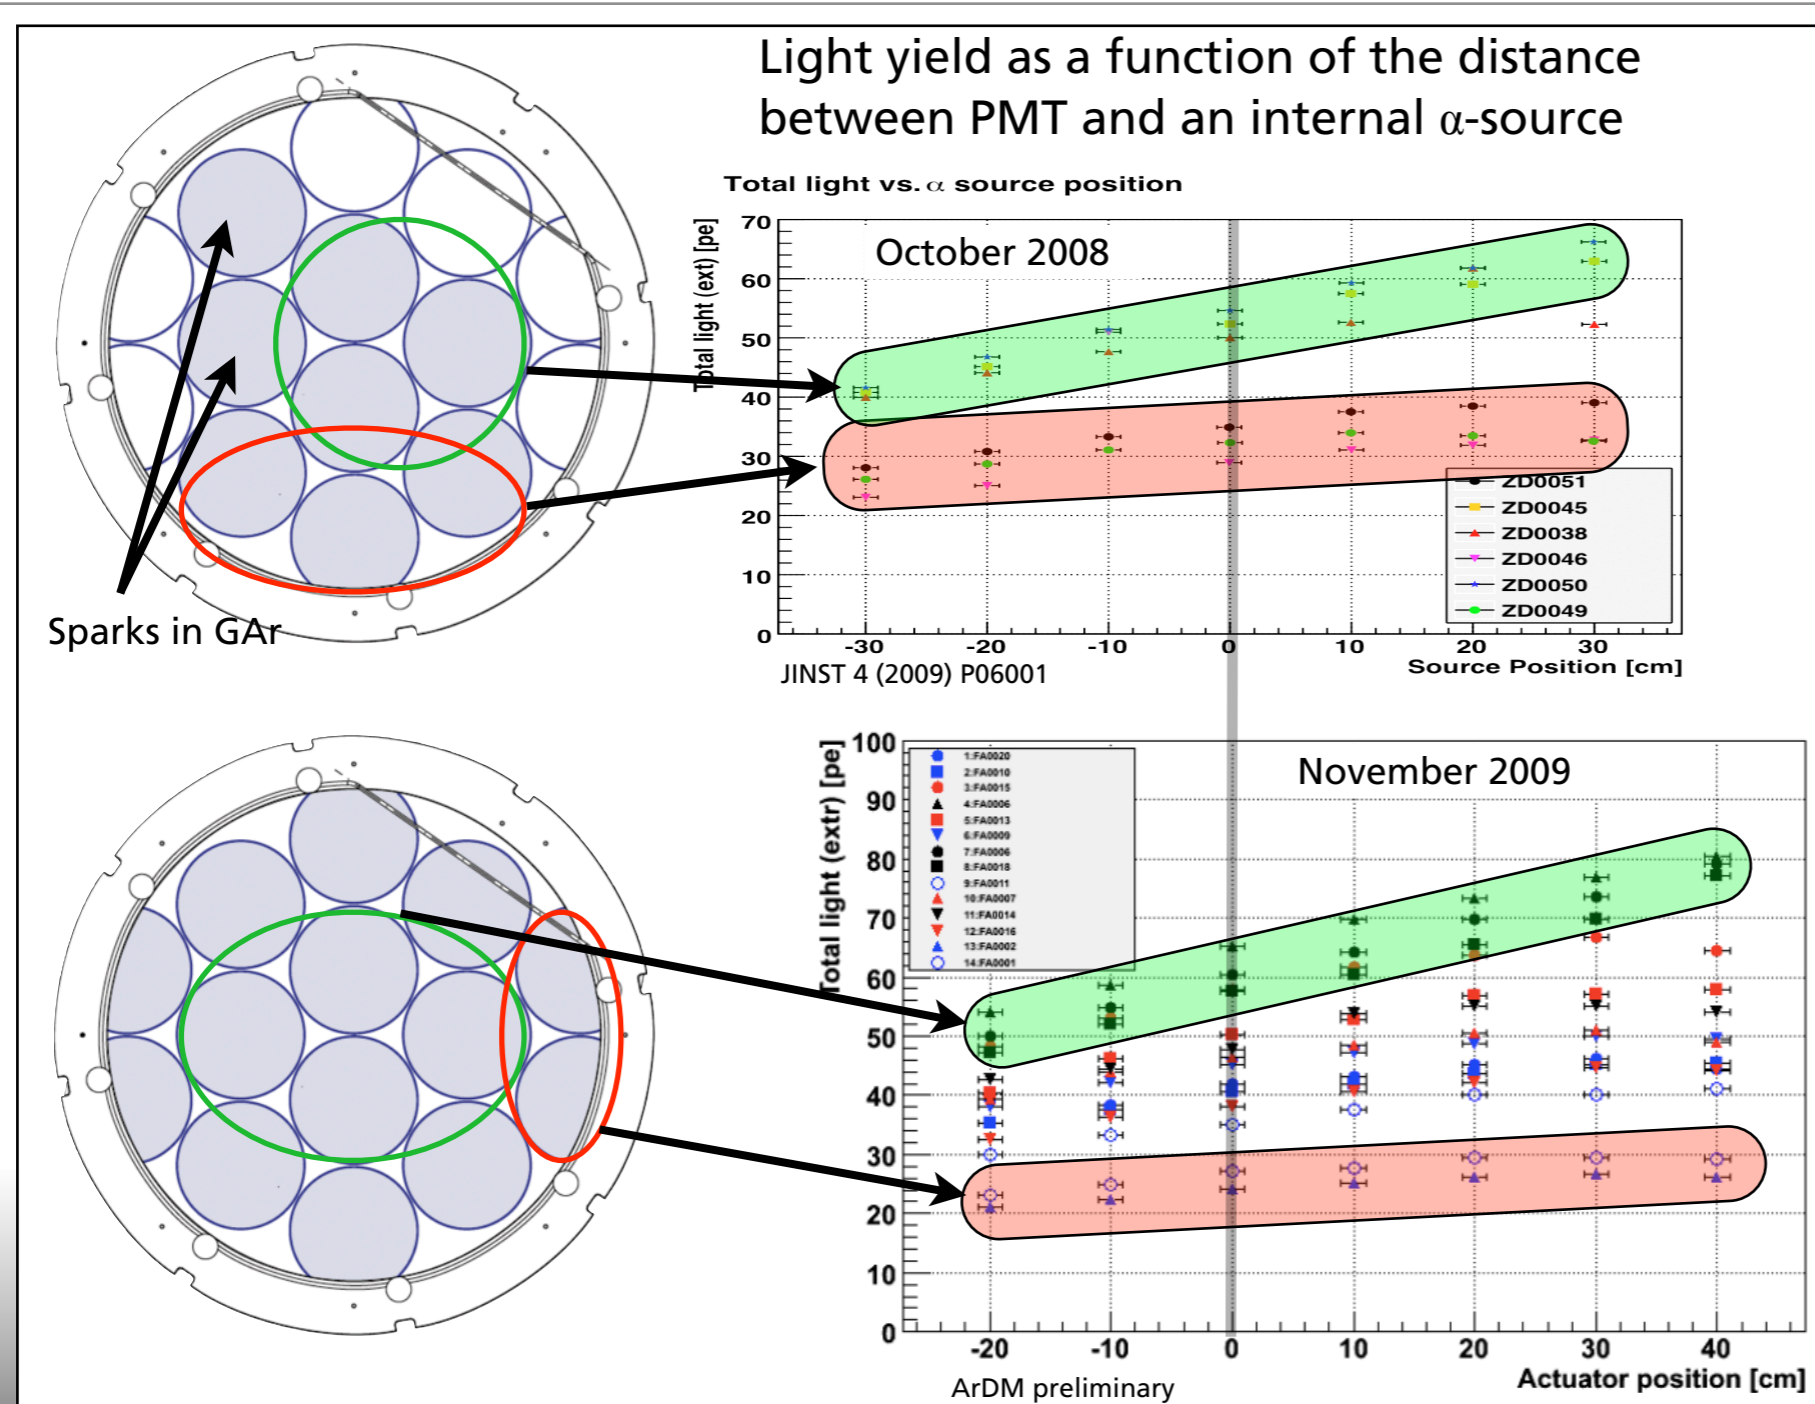 Light yield as a function of the distance
between PMT and an internal α-source
Total light vs. α source position
Total light (ext) [pe]
October 2008
70
60
50
40
30
20
10
0
-30 -20 -10 0 10 20 30
Source Position [cm]
ZD0051
ZD0045
ZD0038
ZD0046
ZD0050
ZD0049
JINST 4 (2009) P06001
Sparks in GAr
Total light (extr) [pe]
November 2009
100
90
80
70
60
50
40
30
20
10
0
1:FA0020
2:FA0010
3:FA0015
4:FA0006
5:FA0013
6:FA0009
7:FA0006
8:FA0018
9:FA0011
10:FA0007
11:FA0014
12:FA0016
13:FA0002
14:FA0001
-20 -10 0 10 20 30 40
Actuator position [cm]
ArDM preliminary